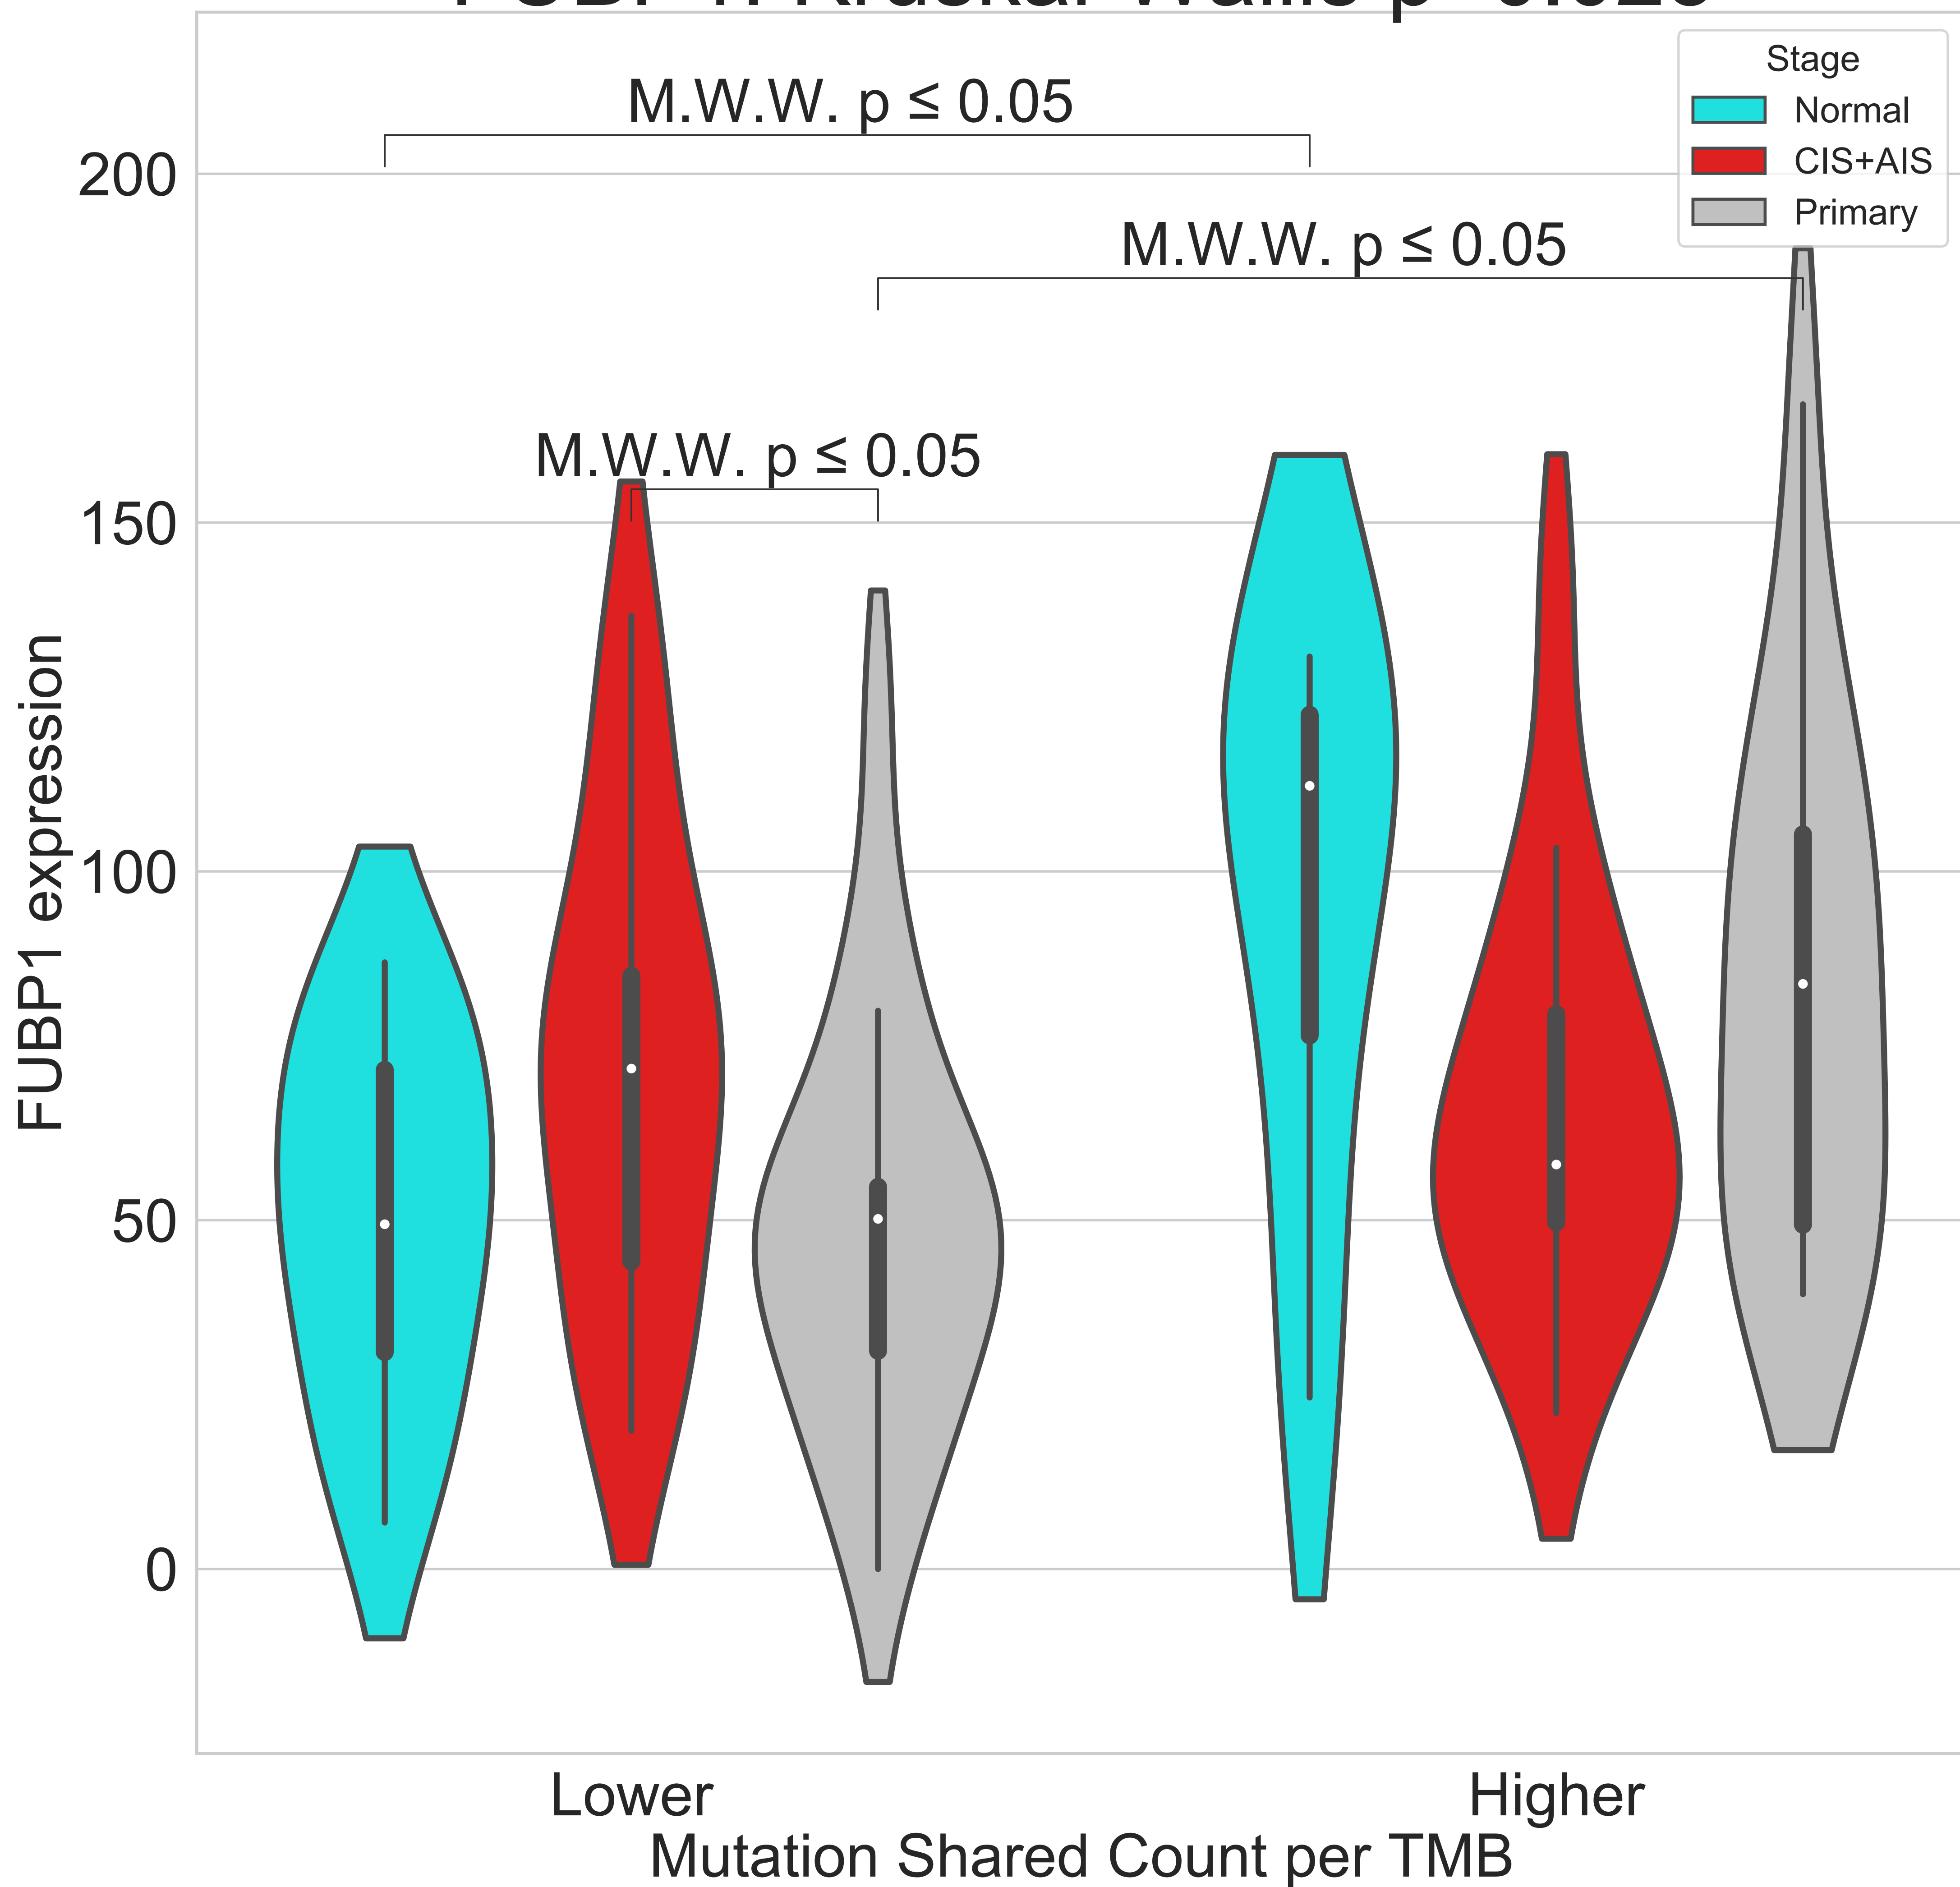 Stage
Normal
CIS+AIS
Primary
M.W.W. p ≤ 0.05
M.W.W. p ≤ 0.05
M.W.W. p ≤ 0.05
200
150
100
50
0
FUBP1 expression
Lower
Higher
Mutation Shared Count per TMB